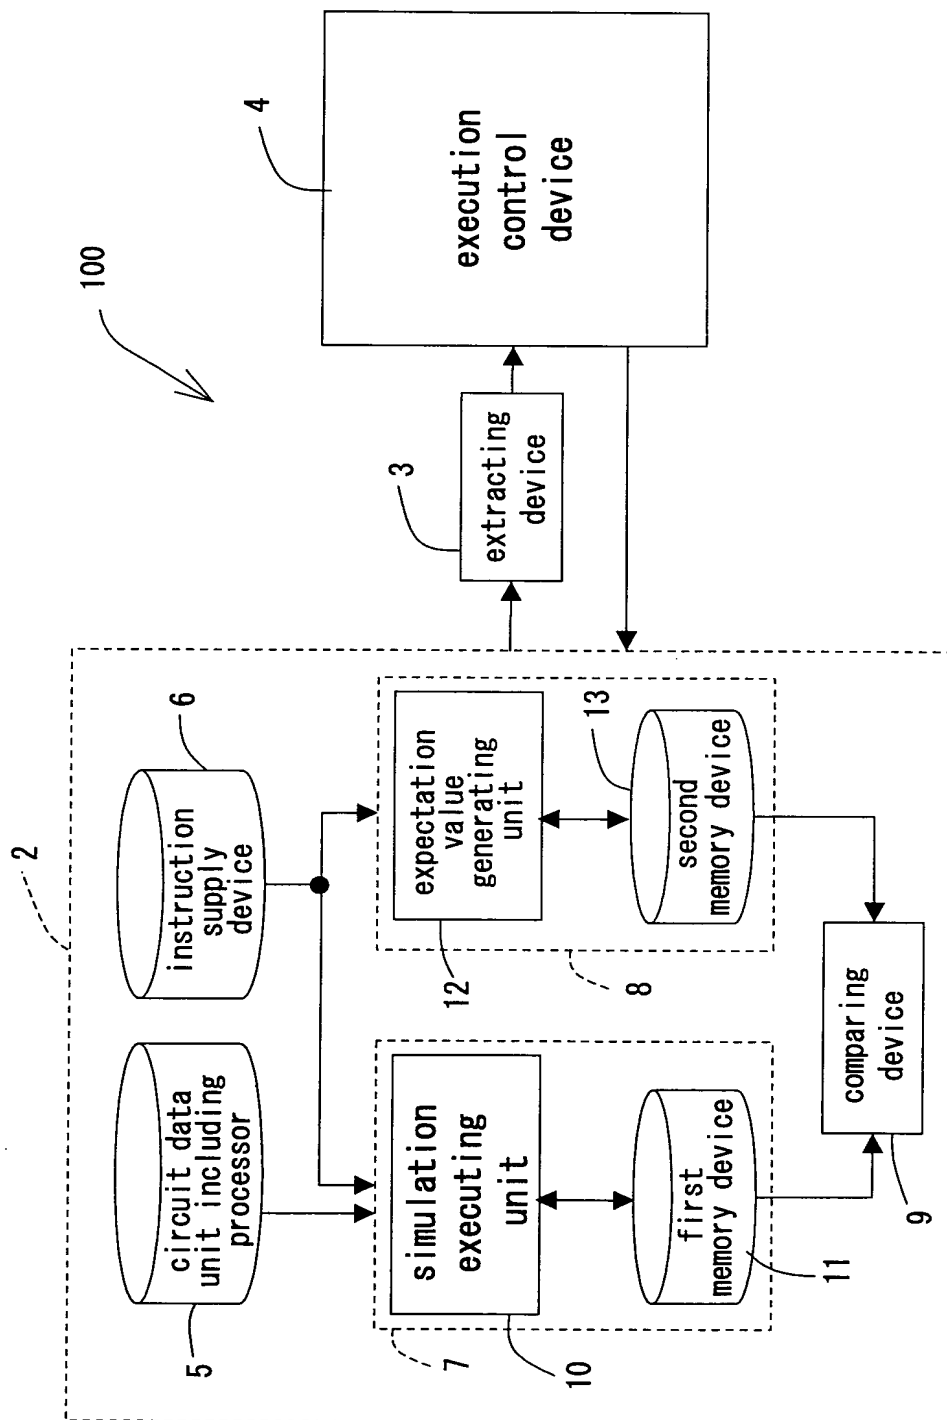 100
2
5
circuit data
unit including
processor
6
instruction
supply
device
7
simulation
executing
unit
10
first
memory device
11
8
expectation
value
generating
unit
12
second
memory device
13
comparing
device
9
3
extracting
device
4
execution
control
device